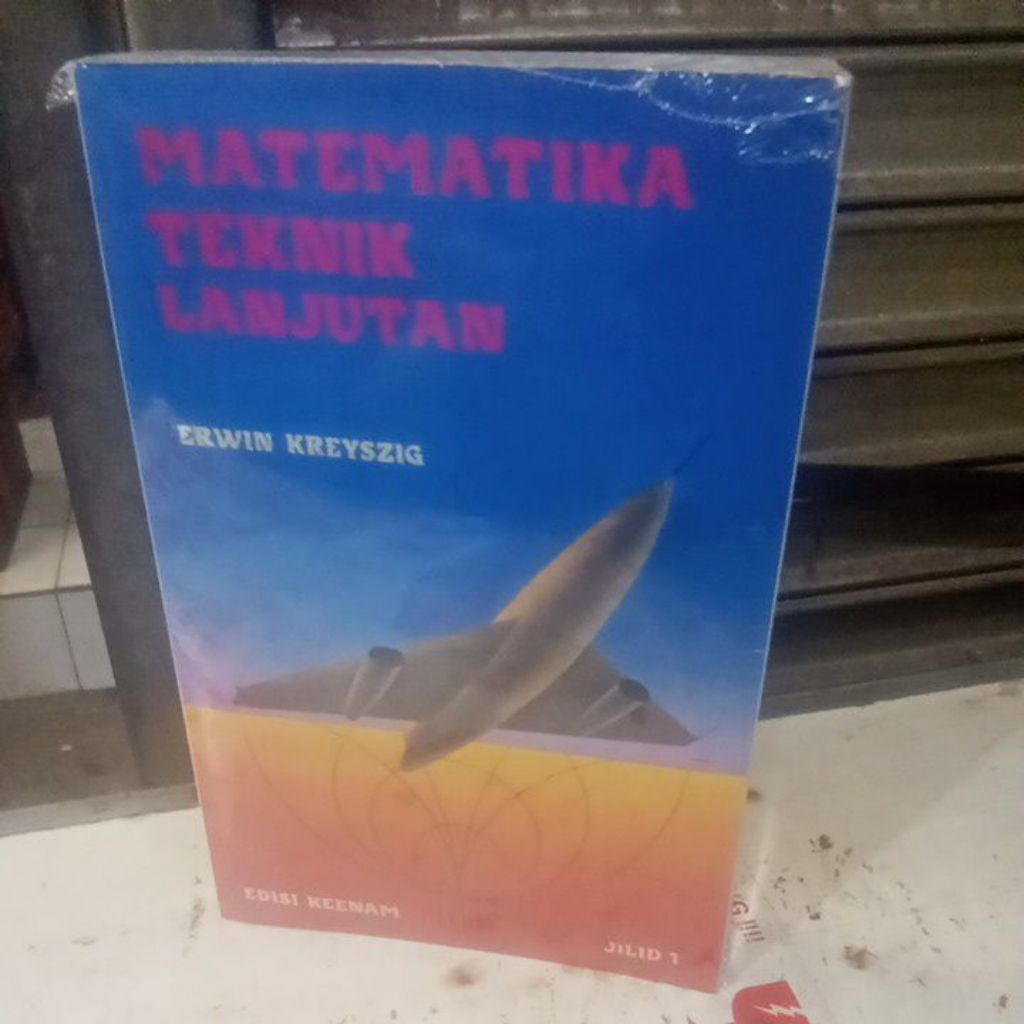 MATEMATIKA
TEKNIK
LANJUTAN
ERWIN KREYSZIG
EDISI KEENAM
JILID 1
G !!!!